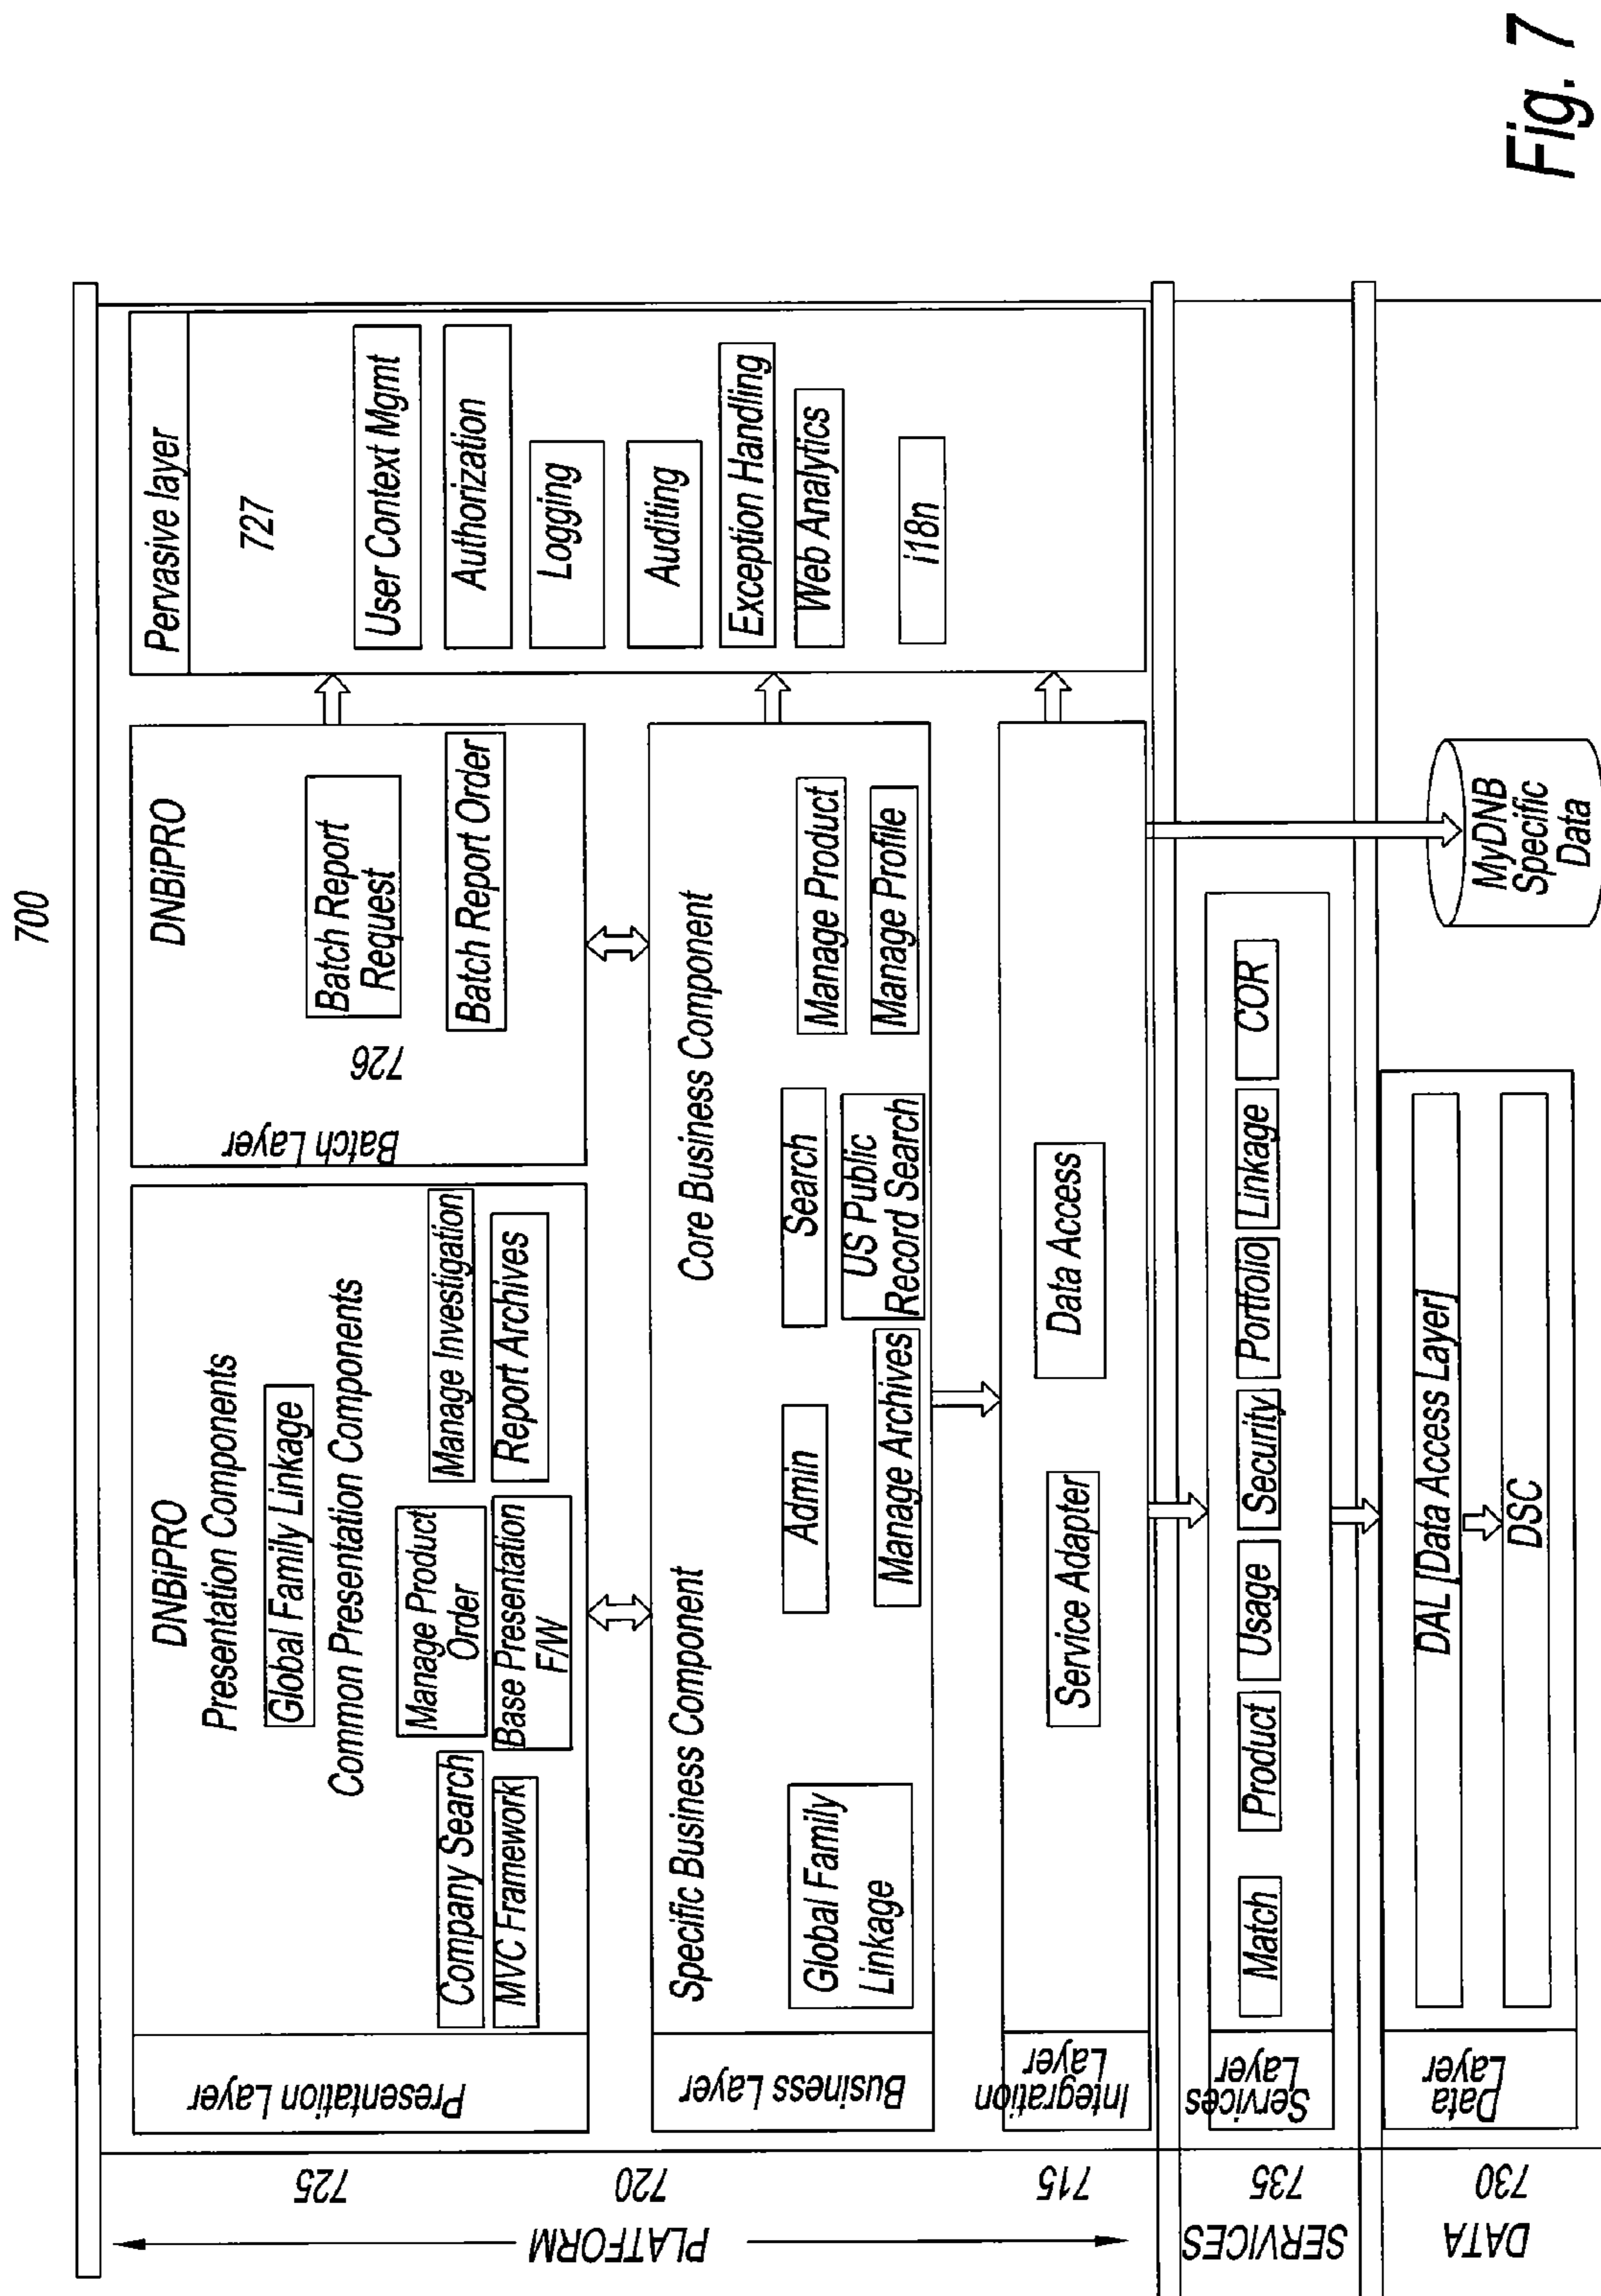 700
Fig. 7
PLATFORM
SERVICES
DATA
725
720
715
735
730
Presentation Layer
DNBiPRO
Presentation Components
Global Family Linkage
Common Presentation Components
Company Search
Manage Product
Order
Manage Investigation
MVC Framework
Base Presentation
F/W
Report Archives
Batch Layer
726
DNBiPRO
Batch Report
Request
Batch Report Order
Pervasive layer
727
User Context Mgmt
Authorization
Logging
Auditing
Exception Handling
Web Analytics
i18n
Business Layer
Specific Business Component
Core Business Component
Global Family
Linkage
Admin
Search
Manage Product
Manage Archives
US Public
Record Search
Manage Profile
Integration
Layer
Service Adapter
Data Access
Services
Layer
Match
Product
Usage
Security
Portfolio
Linkage
COR
Data
Layer
DAL [Data Access Layer]
DSC
MyDNB
Specific
Data